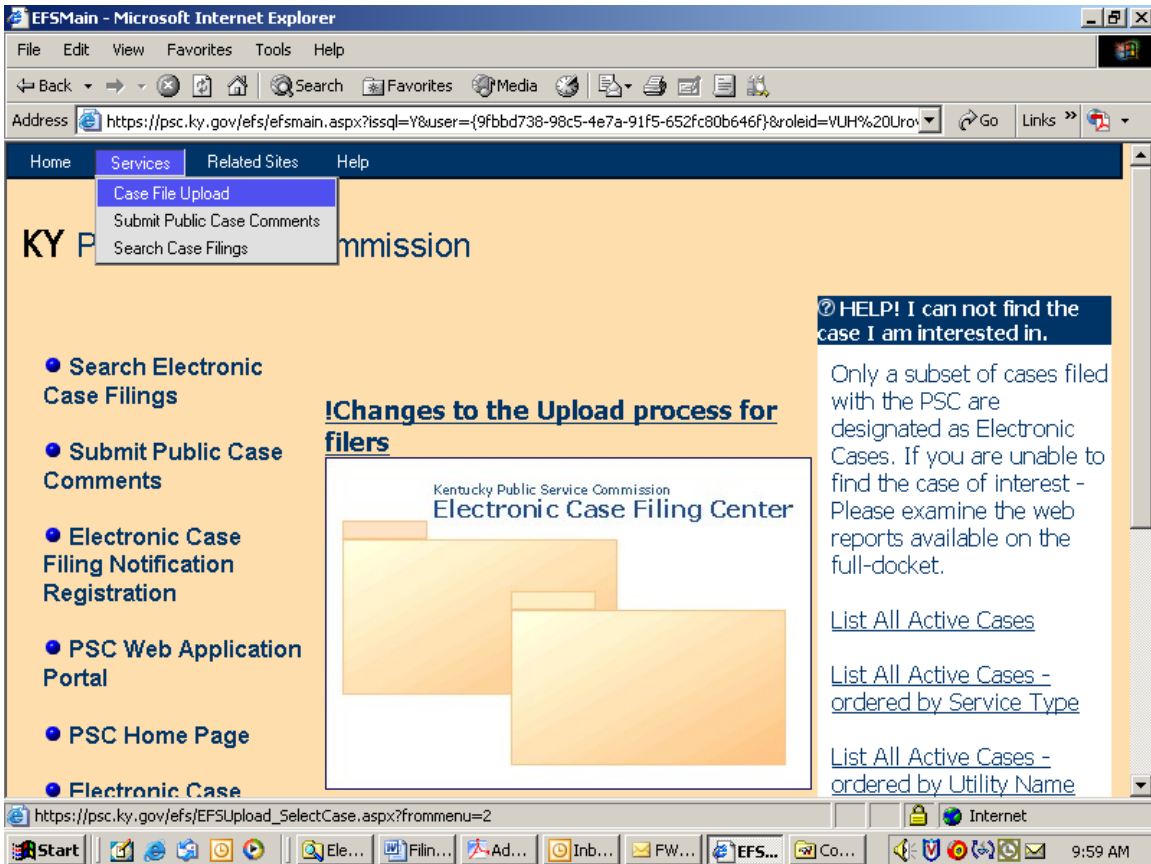 EFSMain - Microsoft Internet Explorer
File Edit View Favorites Tools Help
Back Search Favorites Media
Address https://psc.ky.gov/efs/efsmain.aspx?issql=Y&user={9fbbd738-98c5-4e7a-91f5-652fc80b646f}&roleid=VUH%20Urov Go Links »
Home Services Related Sites Help
Case File Upload
Submit Public Case Comments
Search Case Filings
KY P mmission
? HELP! I can not find the
case I am interested in.
Search Electronic
Case Filings
Submit Public Case
Comments
Electronic Case
Filing Notification
Registration
PSC Web Application
Portal
PSC Home Page
Electronic Case
!Changes to the Upload process for
filers
Kentucky Public Service Commission
Electronic Case Filing Center
Only a subset of cases filed
with the PSC are
designated as Electronic
Cases. If you are unable to
find the case of interest -
Please examine the web
reports available on the
full-docket.
List All Active Cases
List All Active Cases -
ordered by Service Type
List All Active Cases -
ordered by Utility Name
https://psc.ky.gov/efs/EFSUpload_SelectCase.aspx?frommenu=2 Internet
Start Ele... Filin... Ad... Inb... FW... EFS... Co... 9:59 AM